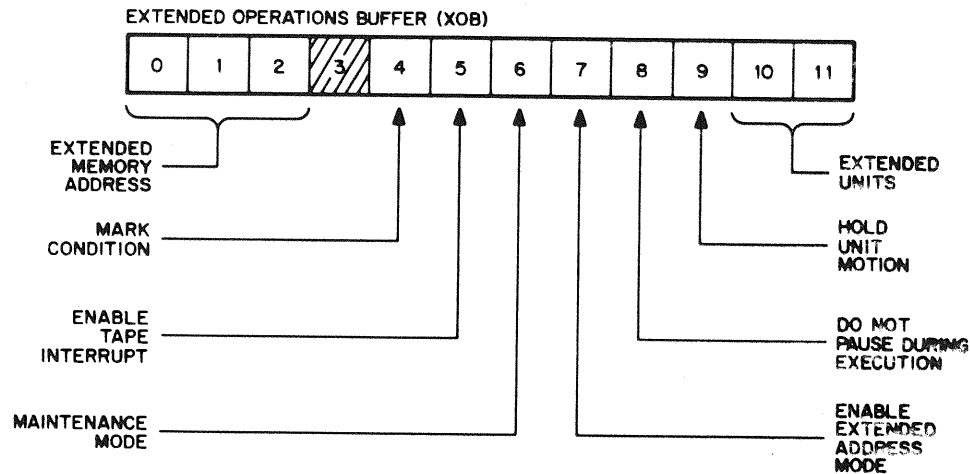 EXTENDED OPERATIONS BUFFER (XOB)
0 1 2 3 4 5 6 7 8 9 10 11
EXTENDED
MEMORY
ADDRESS
EXTENDED
UNITS
MARK
CONDITION
HOLD
UNIT
MOTION
ENABLE
TAPE
INTERRUPT
DO NOT
PAUSE DURING
EXECUTION
MAINTENANCE
MODE
ENABLE
EXTENDED
ADDRESS
MODE